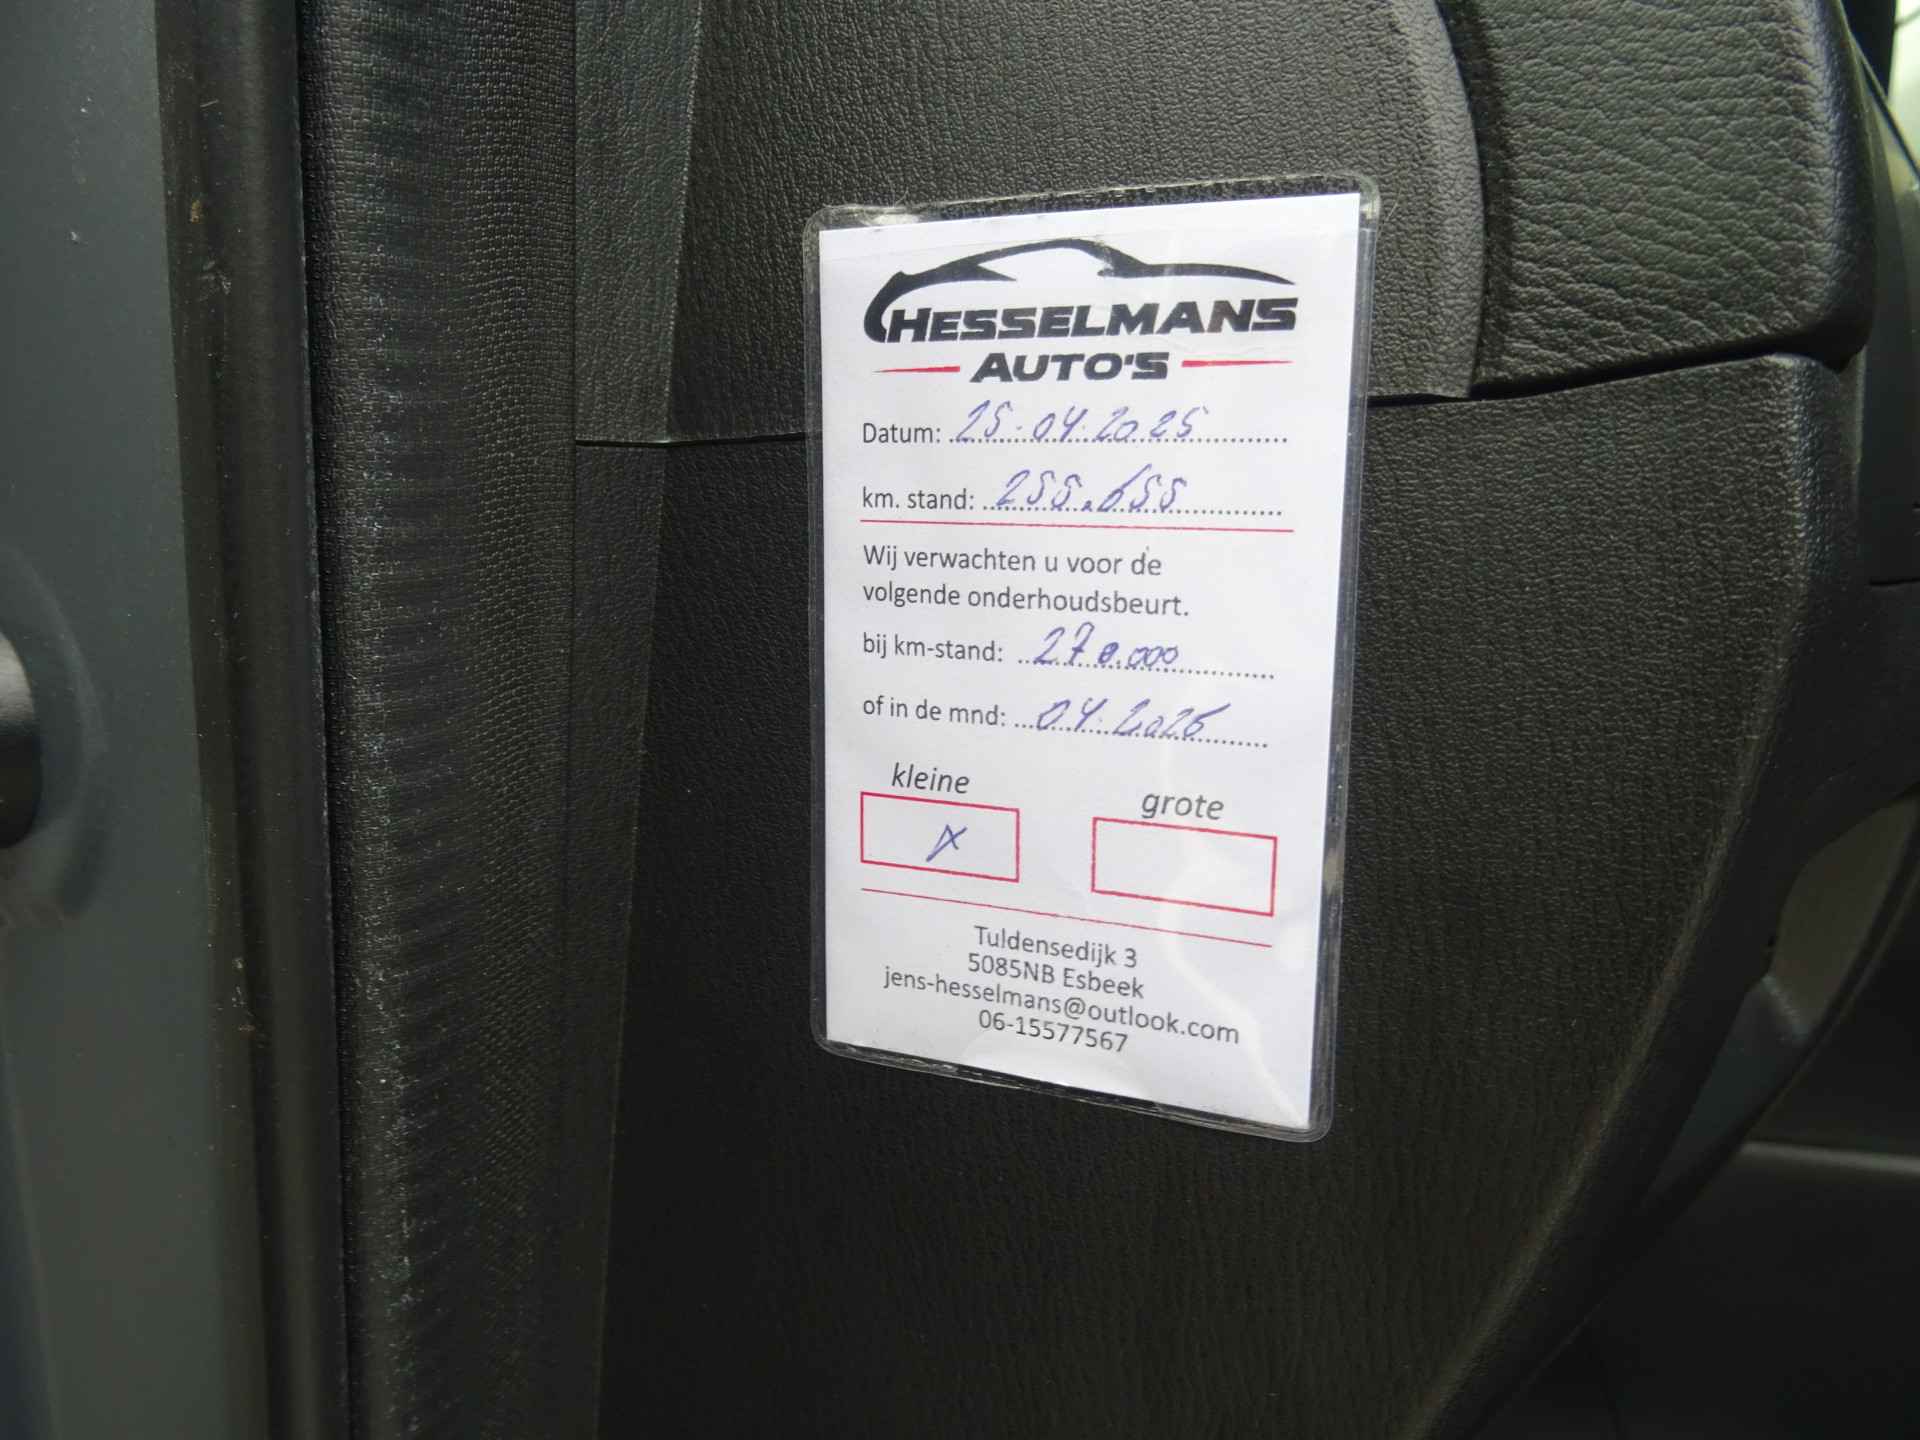 HESSELMANS
AUTO'S
Datum: 25-04-2025
km. stand: 255.655
Wij verwachten u voor de
volgende onderhoudsbeurt.
bij km-stand: 270.000
of in de mnd: 04-2026
kleine grote
X
Tuldensedijk 3
5085NB Esbeek
jens-hesselmans@outlook.com
06-15577567